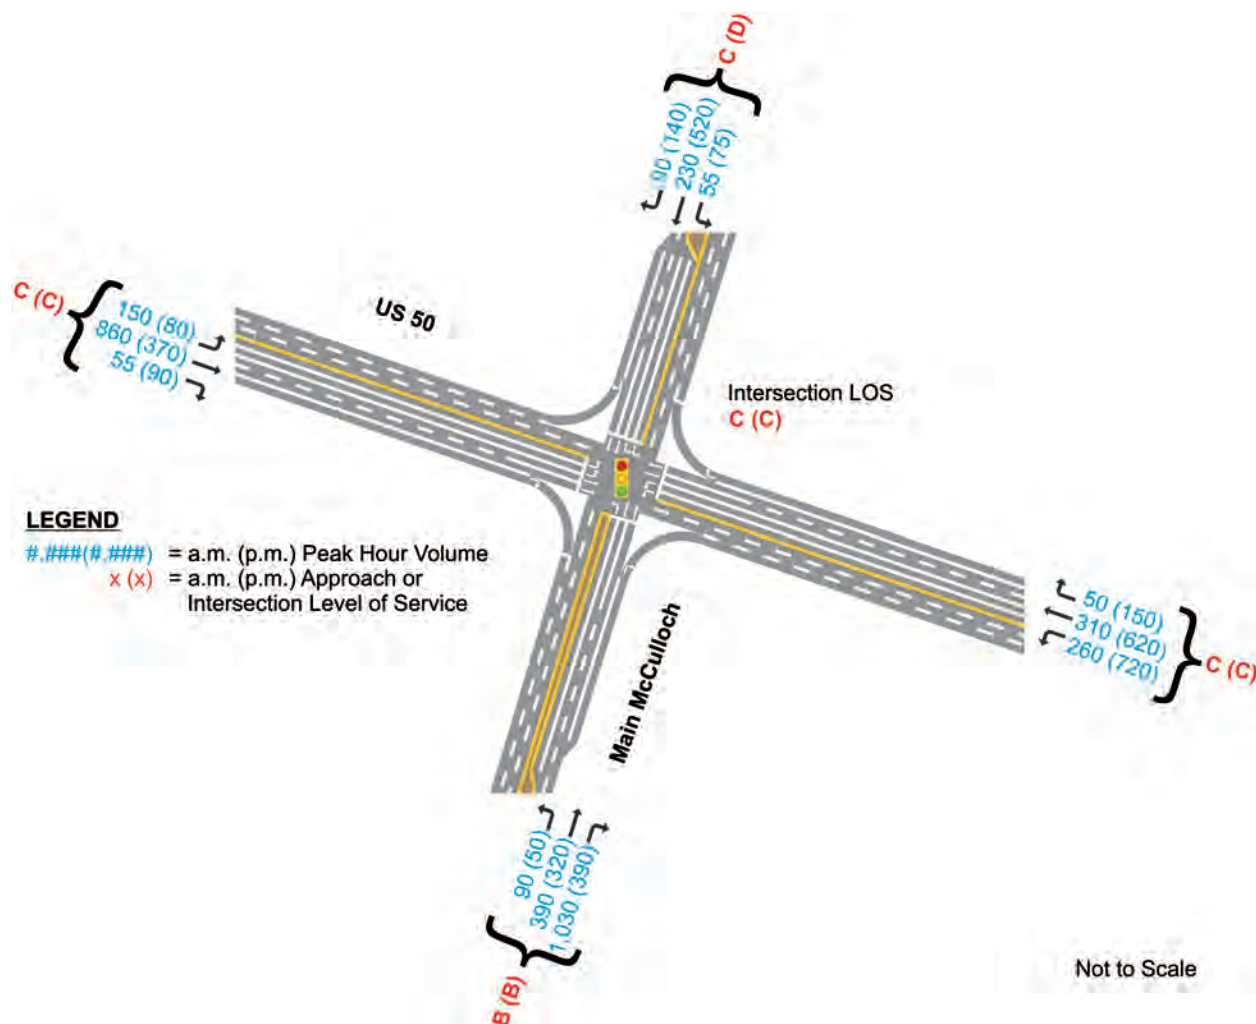 C (D)
(140)
230 (520)
55 (75)
C (C)
150 (80)
860 (370)
55 (90)
US 50
Intersection LOS
C (C)
LEGEND
#,###(#,###) = a.m. (p.m.) Peak Hour Volume
x (x) = a.m. (p.m.) Approach or
Intersection Level of Service
50 (150)
310 (620)
260 (720)
C (C)
Main McCulloch
90 (50)
390 (320)
1,030 (390)
B (B)
Not to Scale